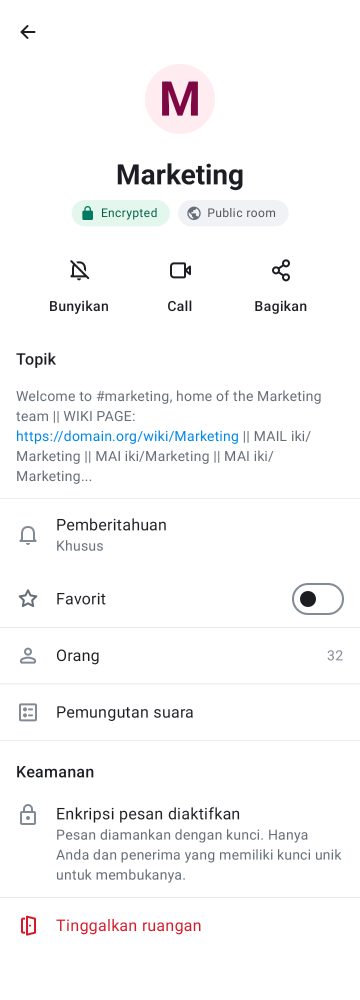 M
Marketing
Encrypted
Public room
Bunyikan
Call
Bagikan
Topik
Welcome to #marketing, home of the Marketing
team || WIKI PAGE:
https://domain.org/wiki/Marketing || MAIL iki/
Marketing || MAI iki/Marketing || MAI iki/
Marketing...
Pemberitahuan
Khusus
Favorit
Orang 32
Pemungutan suara
Keamanan
Enkripsi pesan diaktifkan
Pesan diamankan dengan kunci. Hanya
Anda dan penerima yang memiliki kunci unik
untuk membukanya.
Tinggalkan ruangan